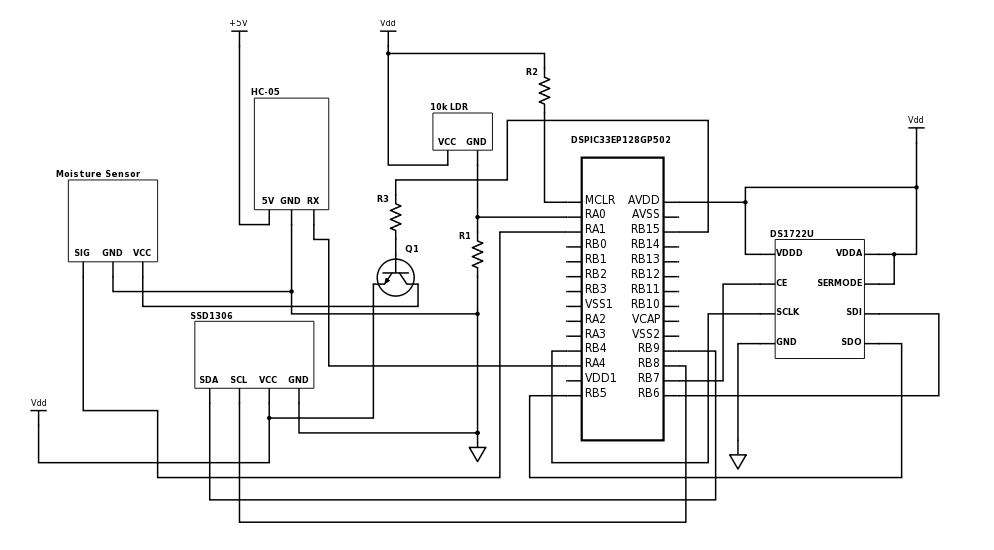 +5V
Vdd
R2
HC-05
10k LDR
VCC GND
DSPIC33EP128GP502
Vdd
Moisture Sensor
5V GND RX
R3
MCLR AVDD
RA0 AVSS
RA1 RB15
RB0 RB14
RB1 RB13
RB2 RB12
RB3 RB11
VSS1 RB10
RA2 VCAP
RA3 VSS2
RB4 RB9
RA4 RB8
VDD1 RB7
RB5 RB6
SIG GND VCC
Q1
R1
DS1722U
VDDD VDDA
CE SERMODE
SCLK SDI
GND SDO
SSD1306
SDA SCL VCC GND
Vdd